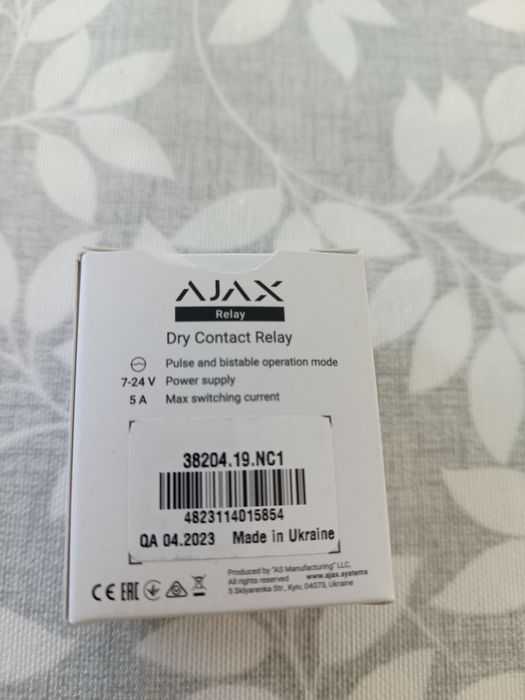 AJAX
Relay
Dry Contact Relay
Pulse and bistable operation mode
7-24 V Power supply
5 A Max switching current
38204.19.NC1
4823114015854
QA 04.2023 Made in Ukraine
Produced by "AS Manufacturing" LLC,
All rights reserved www.ajax.systems
5 Sklyarenka Str., Kyiv, 04073, Ukraine
CE EAC